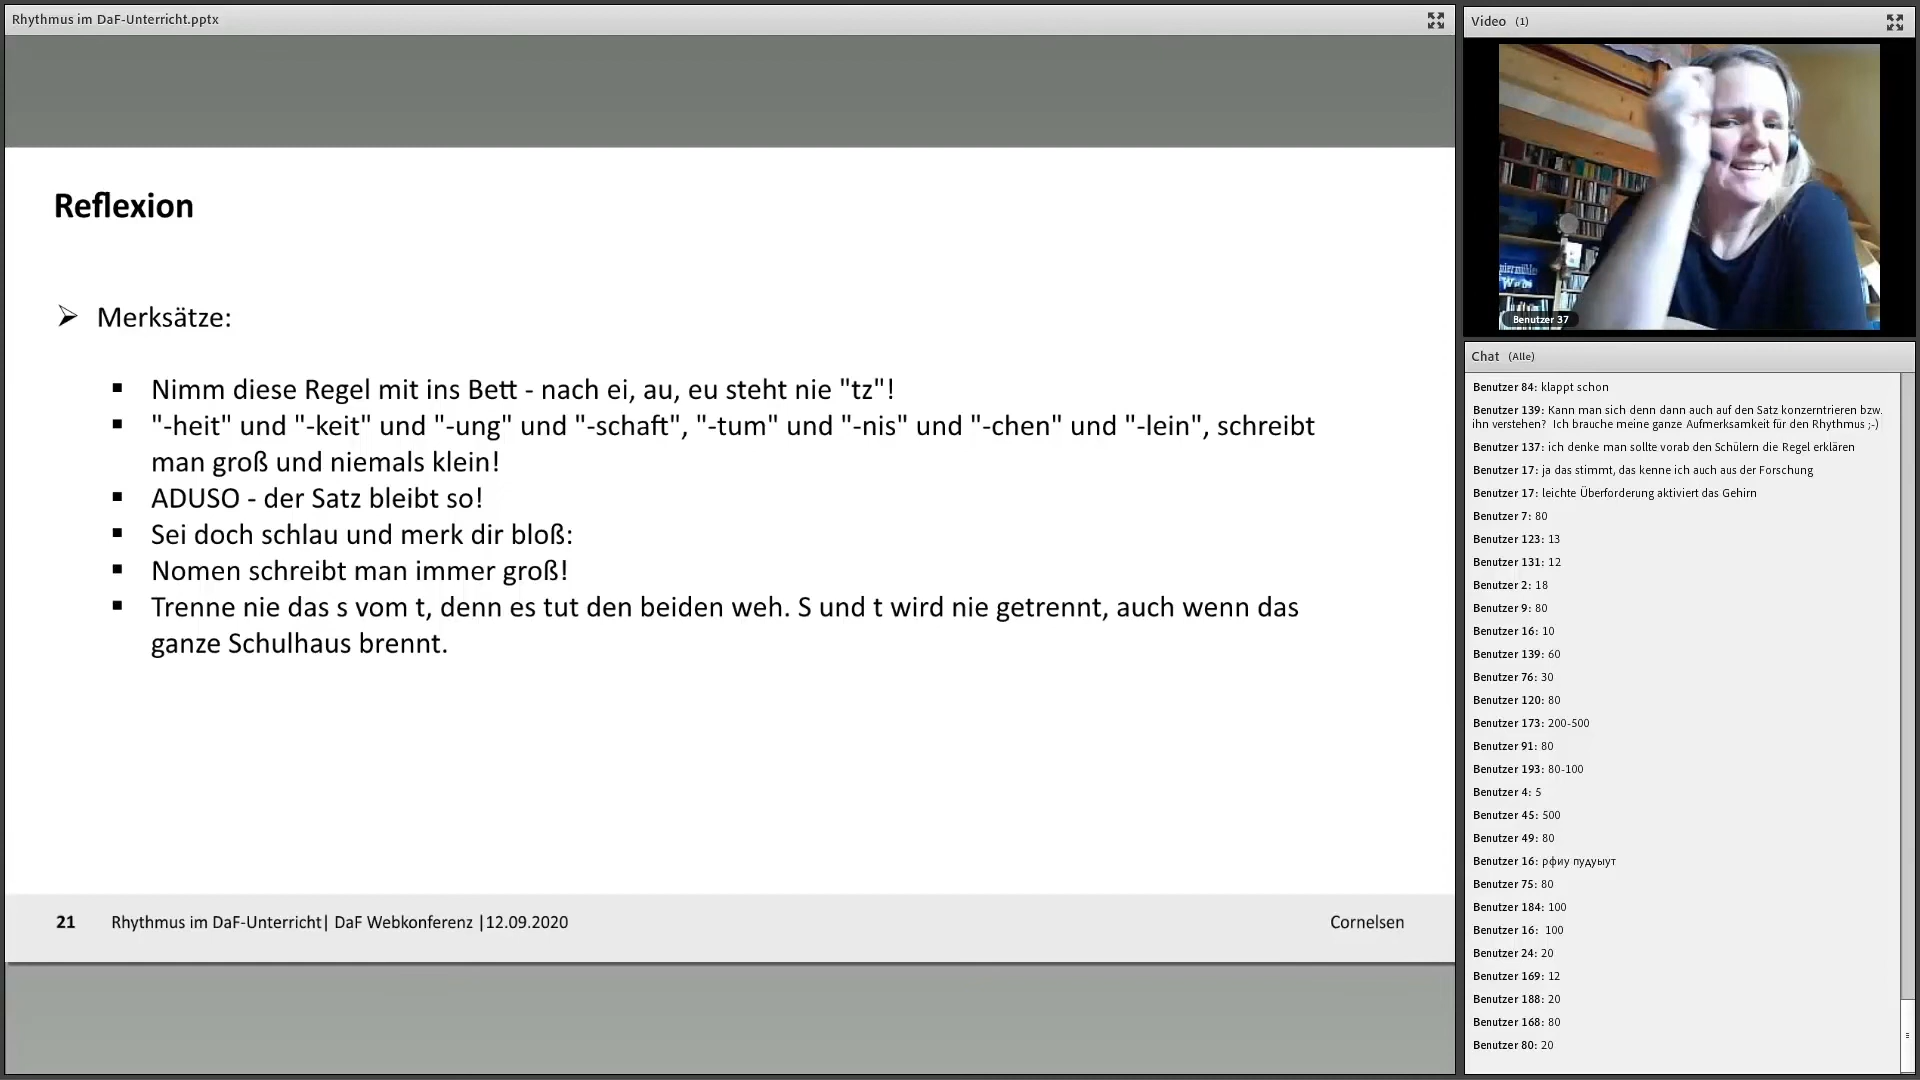 Rhythmus im DaF-Unterricht.pptx
Reflexion
Merksätze:
Nimm diese Regel mit ins Bett - nach ei, au, eu steht nie "tz"!
"-heit" und "-keit" und "-ung" und "-schaft", "-tum" und "-nis" und "-chen" und "-lein", schreibt
man groß und niemals klein!
ADUSO - der Satz bleibt so!
Sei doch schlau und merk dir bloß:
Nomen schreibt man immer groß!
Trenne nie das s vom t, denn es tut den beiden weh. S und t wird nie getrennt, auch wenn das
ganze Schulhaus brennt.
21 Rhythmus im DaF-Unterricht| DaF Webkonferenz |12.09.2020 Cornelsen
Video (1)
Benutzer 37
Chat (Alle)
Benutzer 84: klappt schon
Benutzer 139: Kann man sich denn dann auch auf den Satz konzerntrieren bzw.
ihn verstehen? Ich brauche meine ganze Aufmerksamkeit für den Rhythmus ;-)
Benutzer 137: ich denke man sollte vorab den Schülern die Regel erklären
Benutzer 17: ja das stimmt, das kenne ich auch aus der Forschung
Benutzer 17: leichte Überforderung aktiviert das Gehirn
Benutzer 7: 80
Benutzer 123: 13
Benutzer 131: 12
Benutzer 2: 18
Benutzer 9: 80
Benutzer 16: 10
Benutzer 139: 60
Benutzer 76: 30
Benutzer 120: 80
Benutzer 173: 200-500
Benutzer 91: 80
Benutzer 193: 80-100
Benutzer 4: 5
Benutzer 45: 500
Benutzer 49: 80
Benutzer 16: рфиу пудуыут
Benutzer 75: 80
Benutzer 184: 100
Benutzer 16: 100
Benutzer 24: 20
Benutzer 169: 12
Benutzer 188: 20
Benutzer 168: 80
Benutzer 80: 20